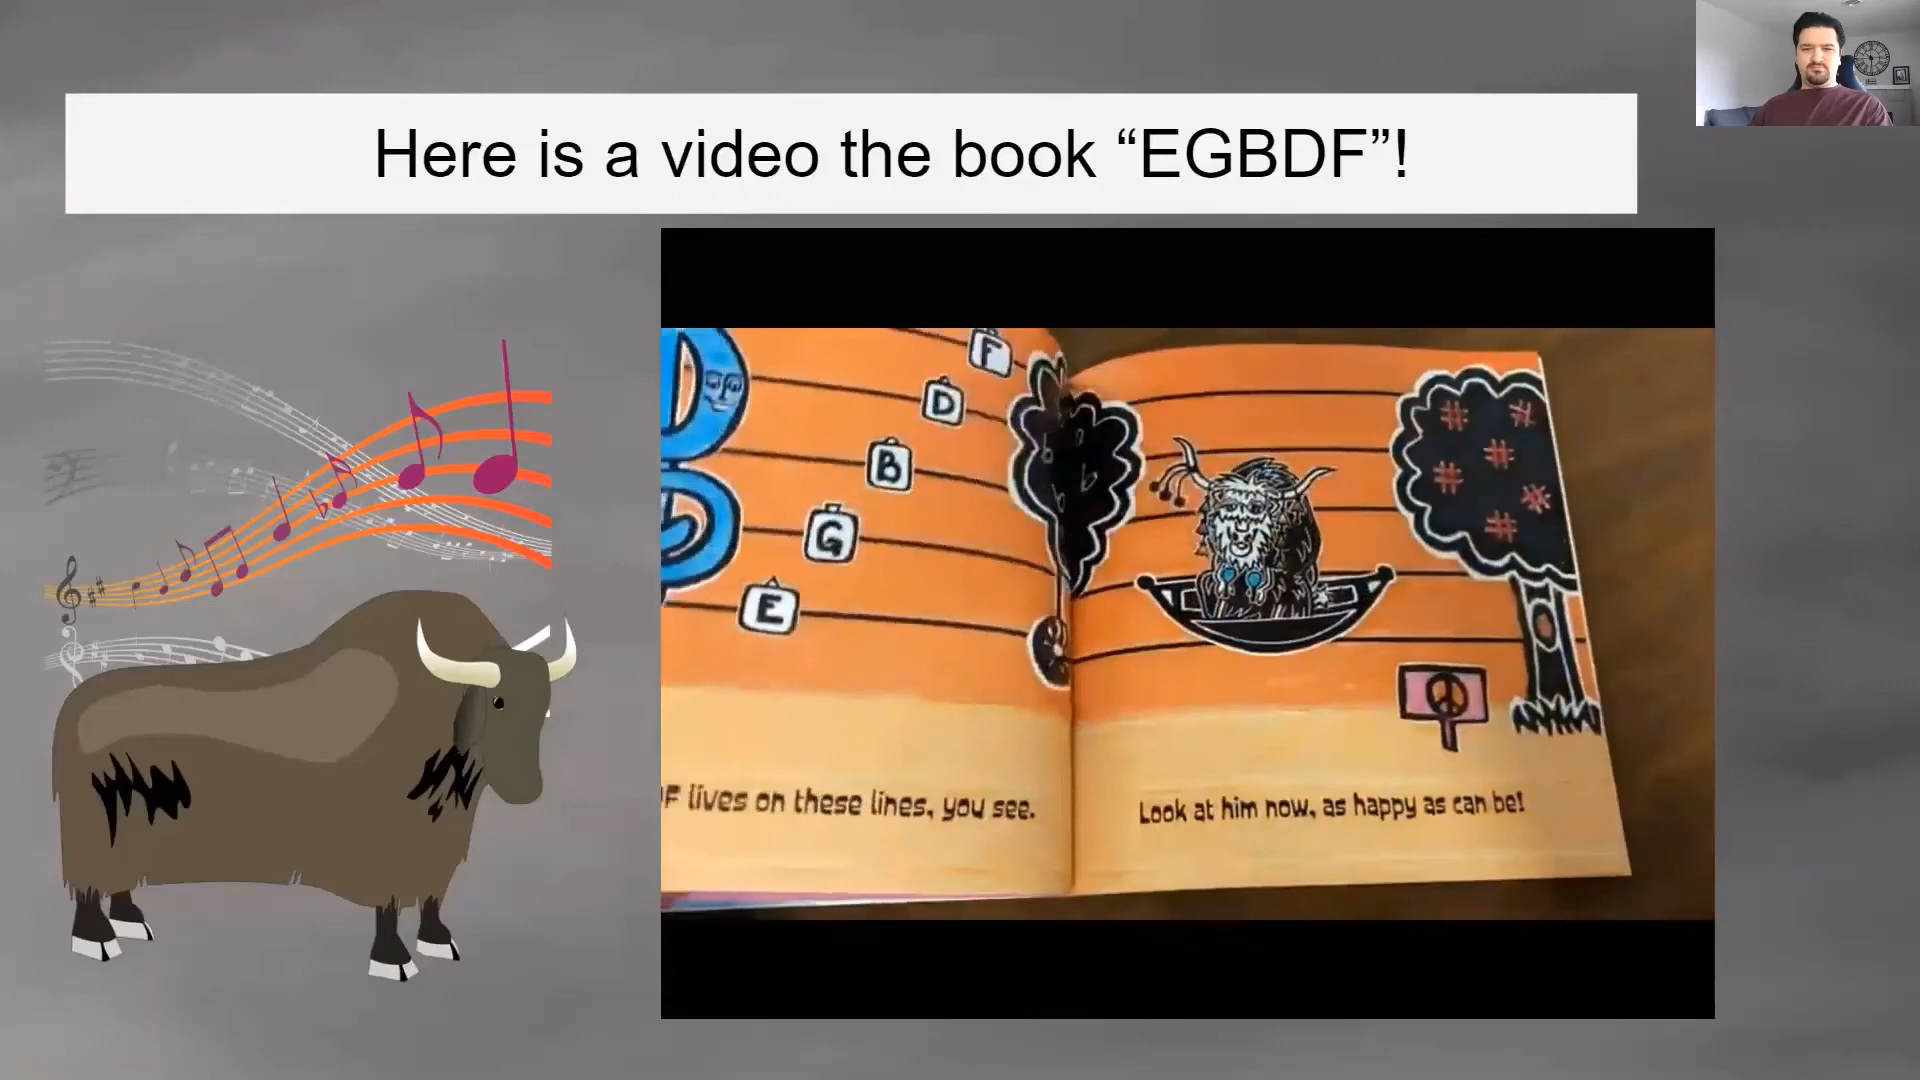 Here is a video the book “EGBDF”!
F
D
B
G
E
F lives on these lines, you see.
Look at him now, as happy as can be!